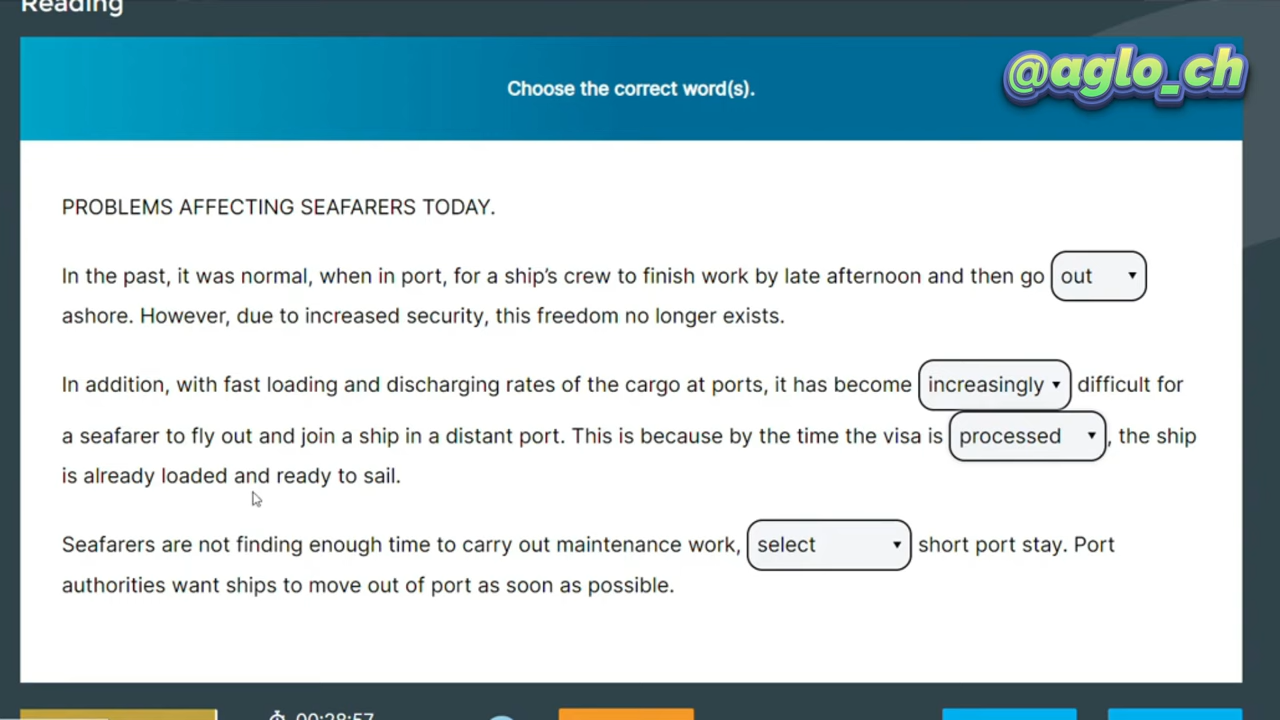 Reading
@aglo_ch
Choose the correct word(s).
PROBLEMS AFFECTING SEAFARERS TODAY.
In the past, it was normal, when in port, for a ship's crew to finish work by late afternoon and then go out
ashore. However, due to increased security, this freedom no longer exists.
In addition, with fast loading and discharging rates of the cargo at ports, it has become increasingly difficult for
a seafarer to fly out and join a ship in a distant port. This is because by the time the visa is processed, the ship
is already loaded and ready to sail.
Seafarers are not finding enough time to carry out maintenance work, select short port stay. Port
authorities want ships to move out of port as soon as possible.
00:28:57